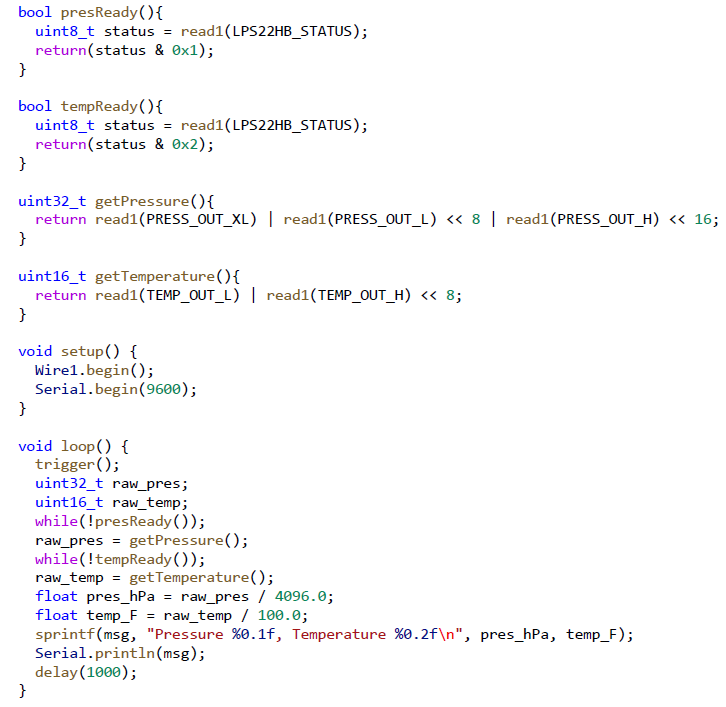 bool presReady(){
  uint8_t status = read1(LPS22HB_STATUS);
  return(status & 0x1);
}

bool tempReady(){
  uint8_t status = read1(LPS22HB_STATUS);
  return(status & 0x2);
}

uint32_t getPressure(){
  return read1(PRESS_OUT_XL) | read1(PRESS_OUT_L) << 8 | read1(PRESS_OUT_H) << 16;
}

uint16_t getTemperature(){
  return read1(TEMP_OUT_L) | read1(TEMP_OUT_H) << 8;
}

void setup() {
  Wire1.begin();
  Serial.begin(9600);
}

void loop() {
  trigger();
  uint32_t raw_pres;
  uint16_t raw_temp;
  while(!presReady());
  raw_pres = getPressure();
  while(!tempReady());
  raw_temp = getTemperature();
  float pres_hPa = raw_pres / 4096.0;
  float temp_F = raw_temp / 100.0;
  sprintf(msg, "Pressure %0.1f, Temperature %0.2f\n", pres_hPa, temp_F);
  Serial.println(msg);
  delay(1000);
}